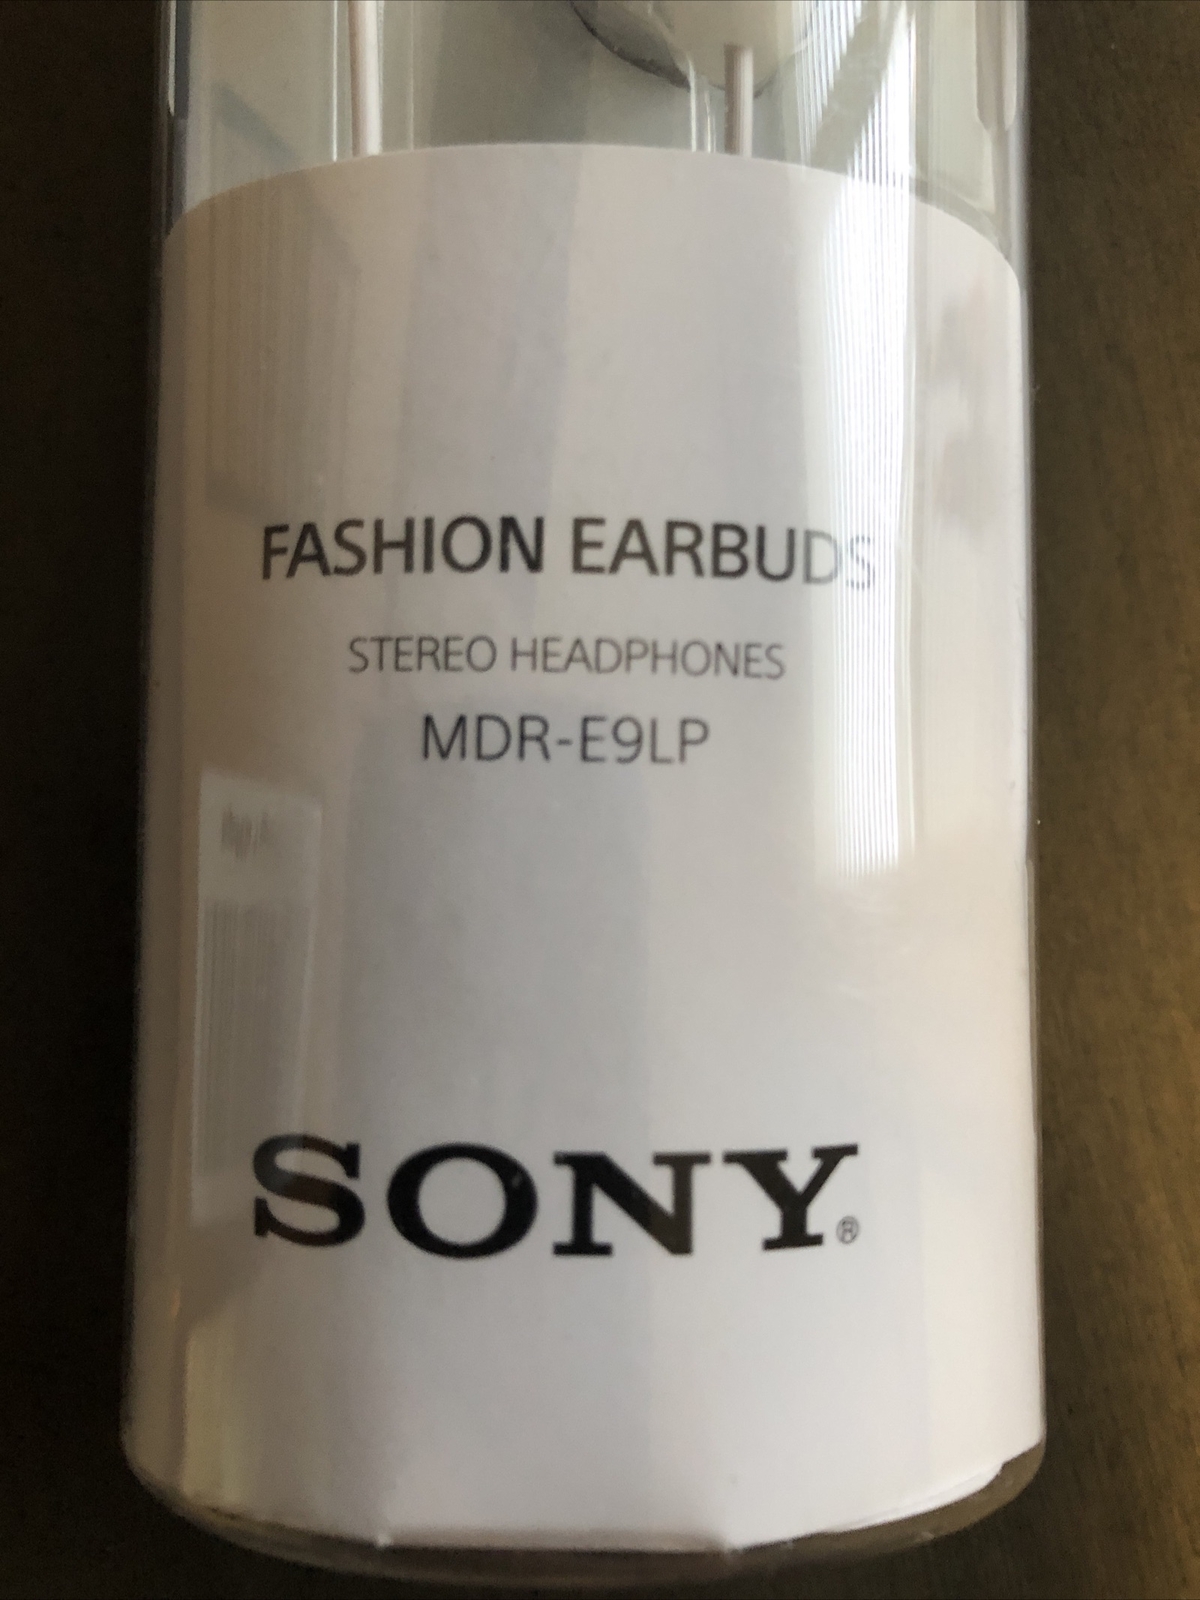 FASHION EARBUDS
STEREO HEADPHONES
MDR-E9LP
SONY®